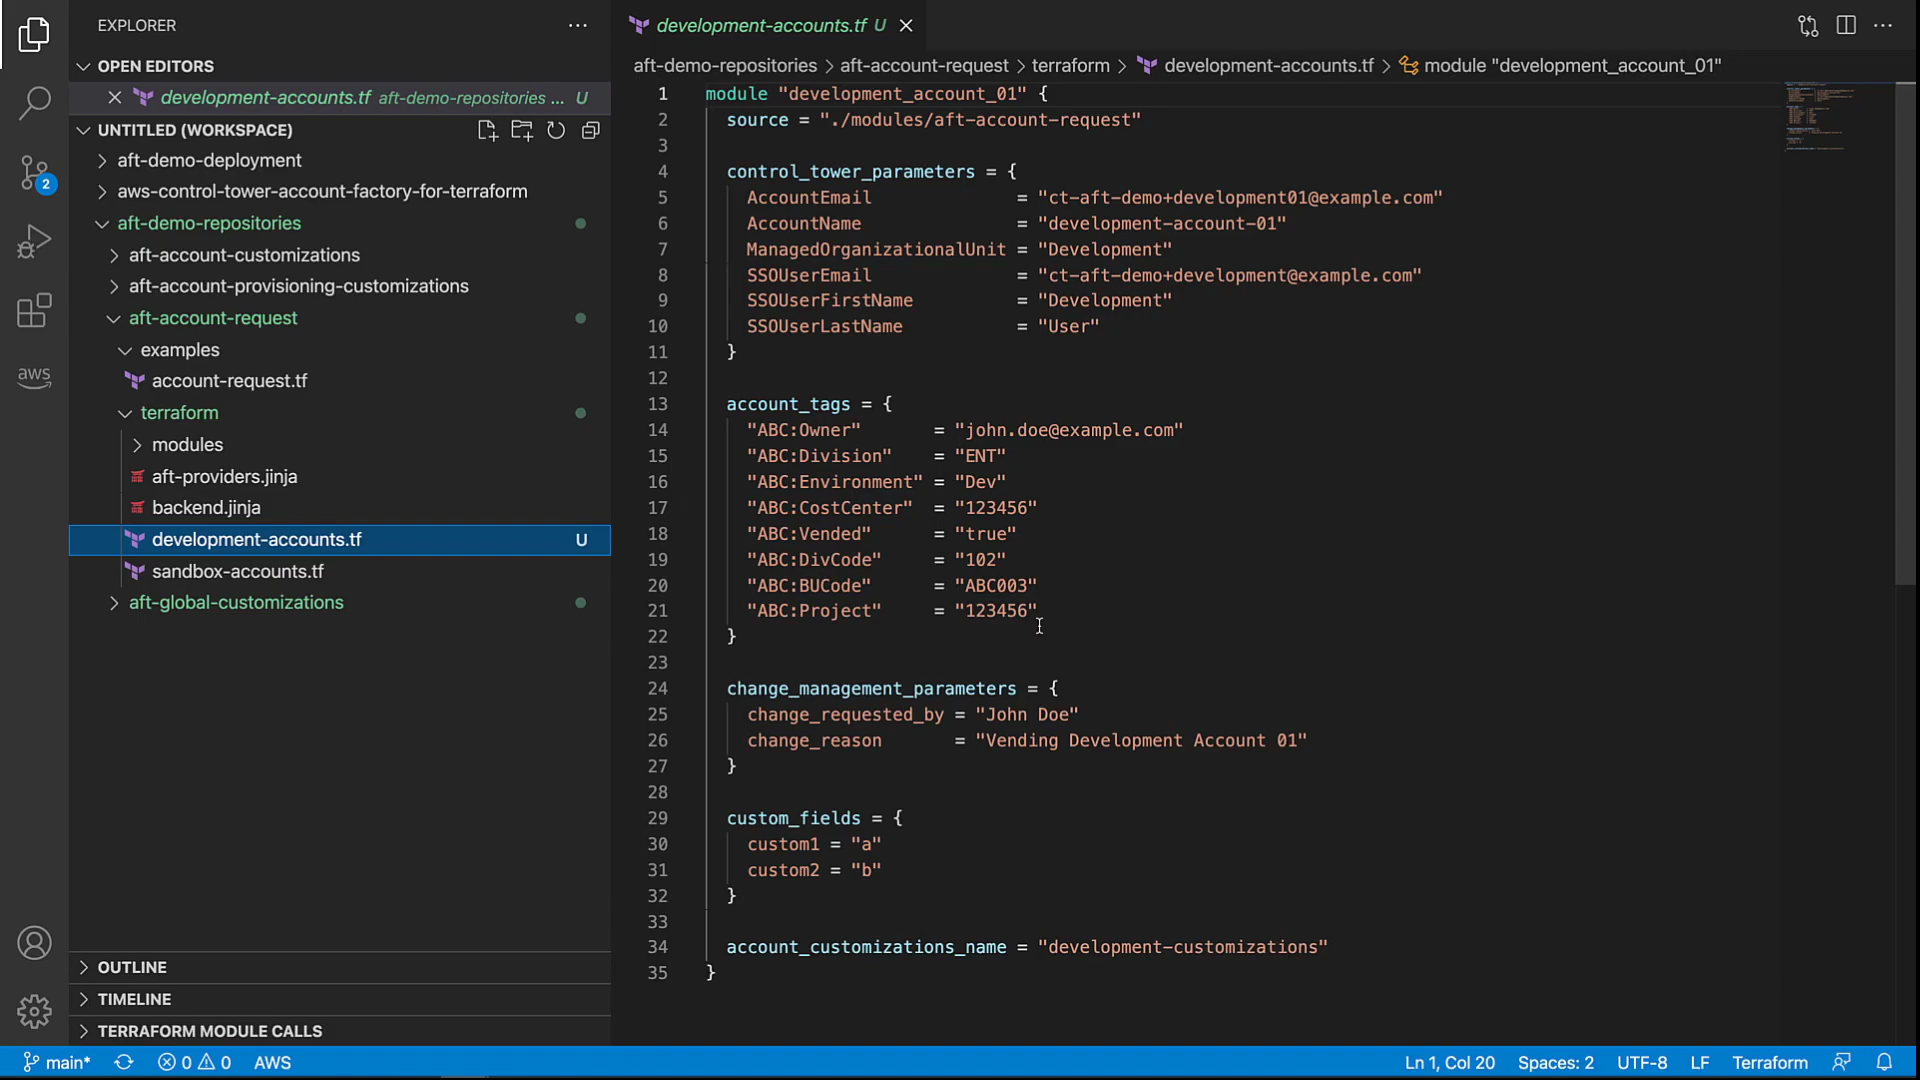 EXPLORER
OPEN EDITORS
development-accounts.tf aft-demo-repositories ... U
UNTITLED (WORKSPACE)
aft-demo-deployment
aws-control-tower-account-factory-for-terraform
aft-demo-repositories
aft-account-customizations
aft-account-provisioning-customizations
aft-account-request
examples
account-request.tf
terraform
modules
aft-providers.jinja
backend.jinja
development-accounts.tf U
sandbox-accounts.tf
aft-global-customizations
OUTLINE
TIMELINE
TERRAFORM MODULE CALLS
2
aws
development-accounts.tf U
aft-demo-repositories > aft-account-request > terraform > development-accounts.tf > module "development_account_01"
1 module "development_account_01" {
2 source = "./modules/aft-account-request"
3
4 control_tower_parameters = {
5 AccountEmail = "ct-aft-demo+development01@example.com"
6 AccountName = "development-account-01"
7 ManagedOrganizationalUnit = "Development"
8 SSOUserEmail = "ct-aft-demo+development@example.com"
9 SSOUserFirstName = "Development"
10 SSOUserLastName = "User"
11 }
12
13 account_tags = {
14 "ABC:Owner" = "john.doe@example.com"
15 "ABC:Division" = "ENT"
16 "ABC:Environment" = "Dev"
17 "ABC:CostCenter" = "123456"
18 "ABC:Vended" = "true"
19 "ABC:DivCode" = "102"
20 "ABC:BUCode" = "ABC003"
21 "ABC:Project" = "123456"
22 }
23
24 change_management_parameters = {
25 change_requested_by = "John Doe"
26 change_reason = "Vending Development Account 01"
27 }
28
29 custom_fields = {
30 custom1 = "a"
31 custom2 = "b"
32 }
33
34 account_customizations_name = "development-customizations"
35 }
main* 0 0 AWS Ln 1, Col 20 Spaces: 2 UTF-8 LF Terraform